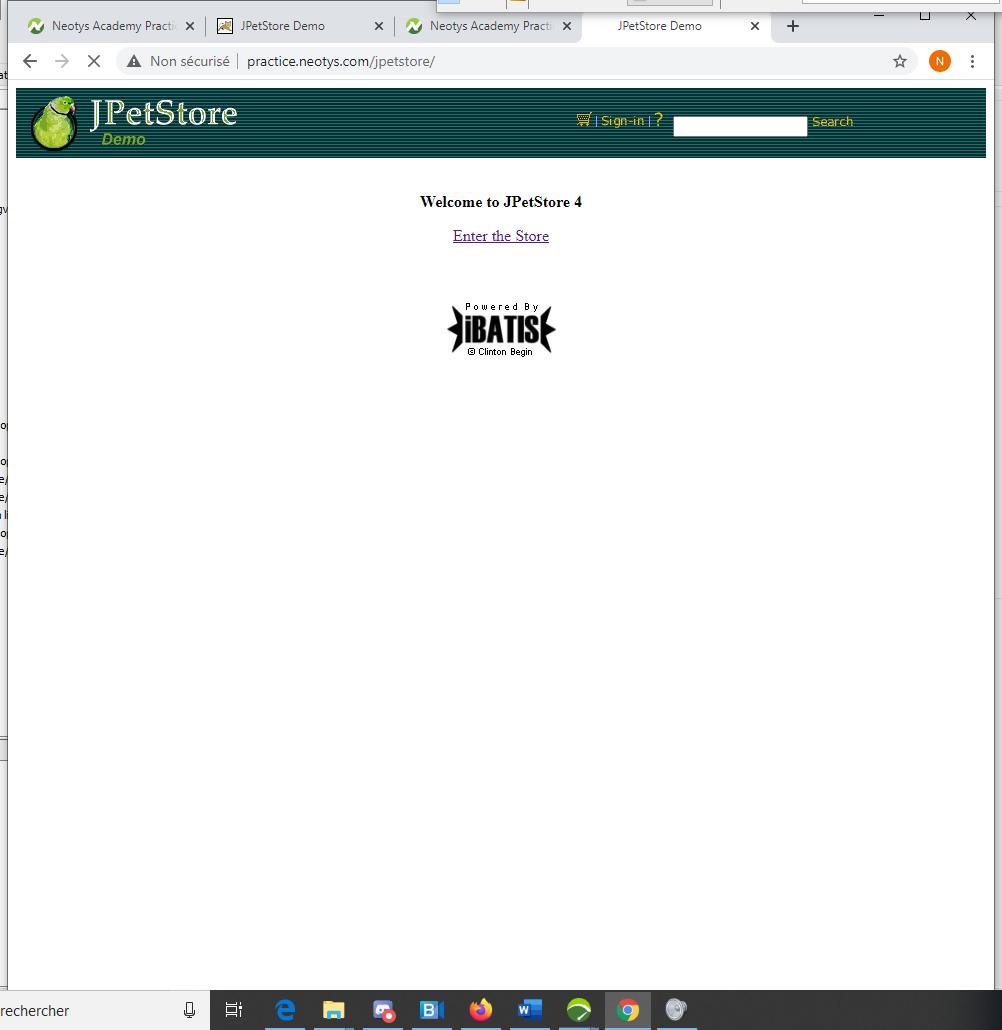 Neotys Academy Practi
JPetStore Demo
Neotys Academy Practi
JPetStore Demo
Non sécurisé
practice.neotys.com/jpetstore/
N
JPetStore
Demo
| Sign-in | ?
Search
Welcome to JPetStore 4
Enter the Store
Powered By
iBATIS
© Clinton Begin
rechercher